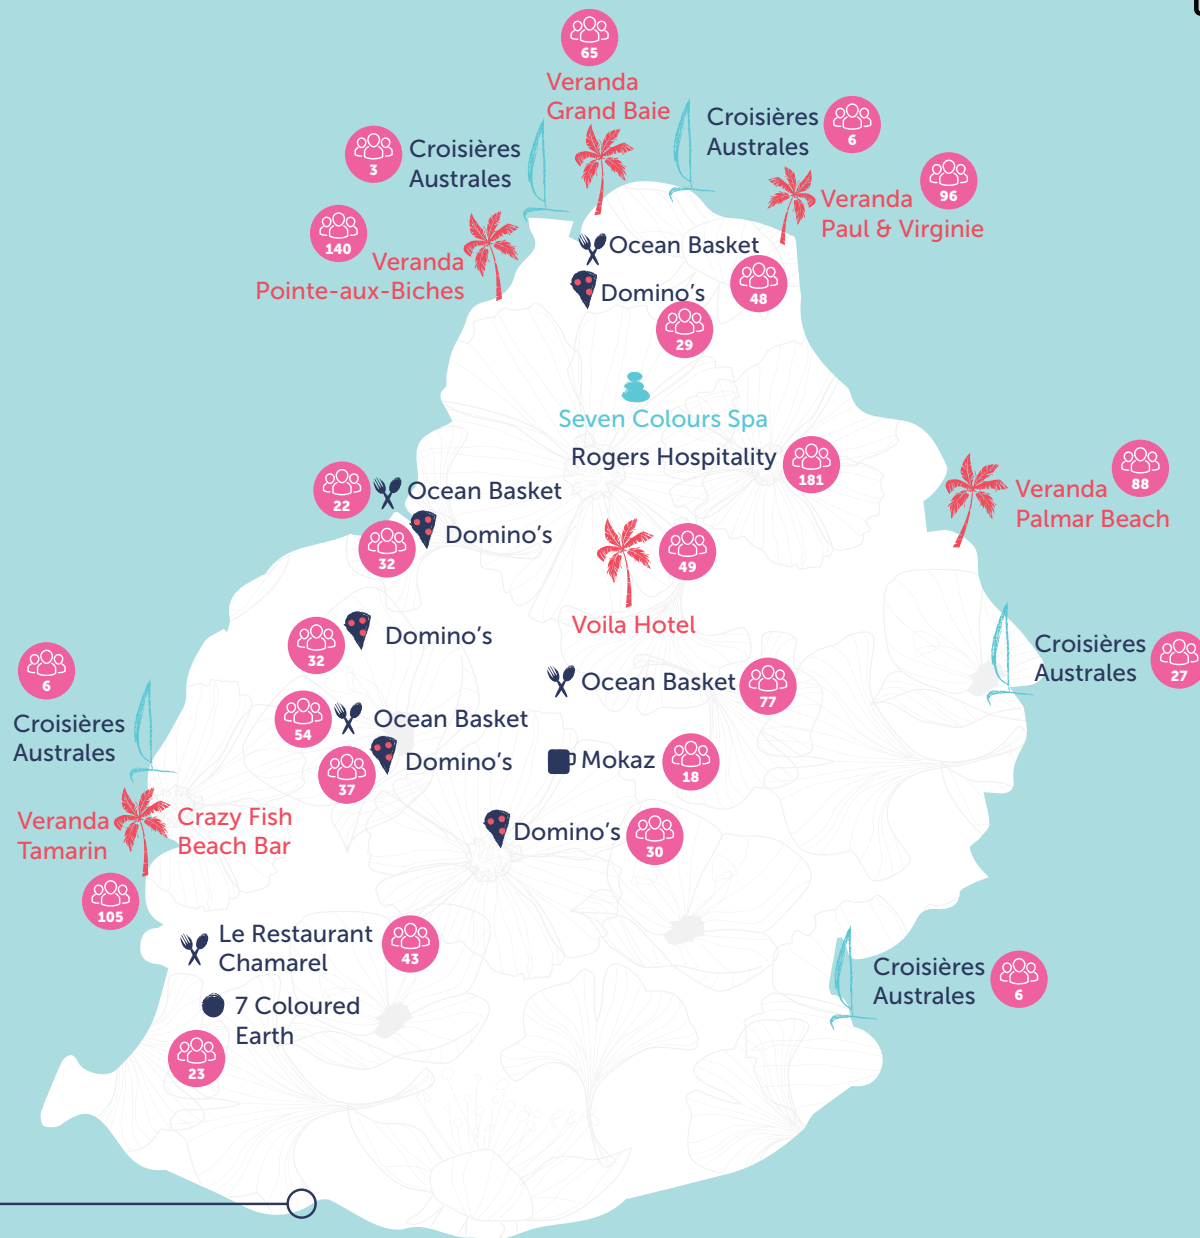 65
Veranda
Grand Baie
Croisières
Australes
6
3
Croisières
Australes
96
Veranda
Paul & Virginie
140
Veranda
Pointe-aux-Biches
Ocean Basket
48
Domino's
29
Seven Colours Spa
Rogers Hospitality
181
88
Veranda
Palmar Beach
22
Ocean Basket
32
Domino's
49
Voila Hotel
32
Domino's
Croisières
Australes
27
6
Croisières
Australes
Ocean Basket
77
54
Ocean Basket
37
Domino's
Mokaz
18
Veranda
Tamarin
105
Crazy Fish
Beach Bar
Domino's
30
Le Restaurant
Chamarel
43
Croisières
Australes
6
7 Coloured
Earth
23